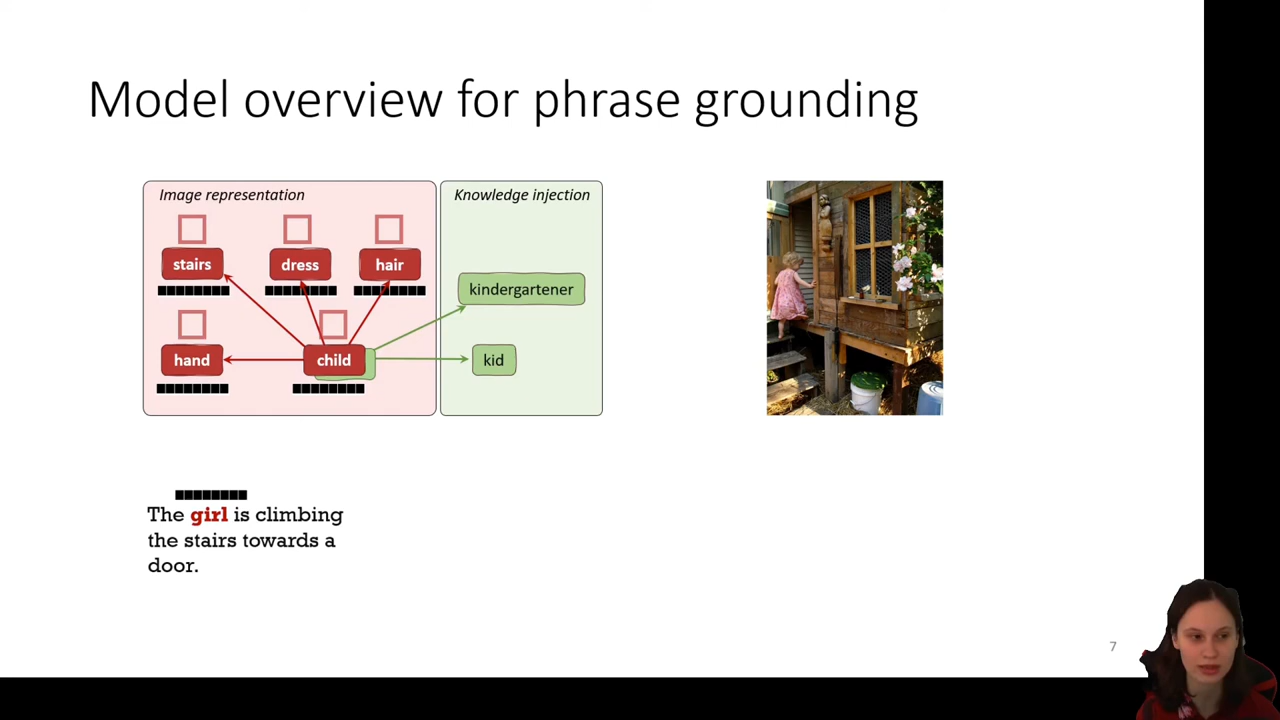 Model overview for phrase grounding
Image representation
Knowledge injection
stairs
dress
hair
kindergartener
hand
child
kid
The girl is climbing
the stairs towards a
door.
7